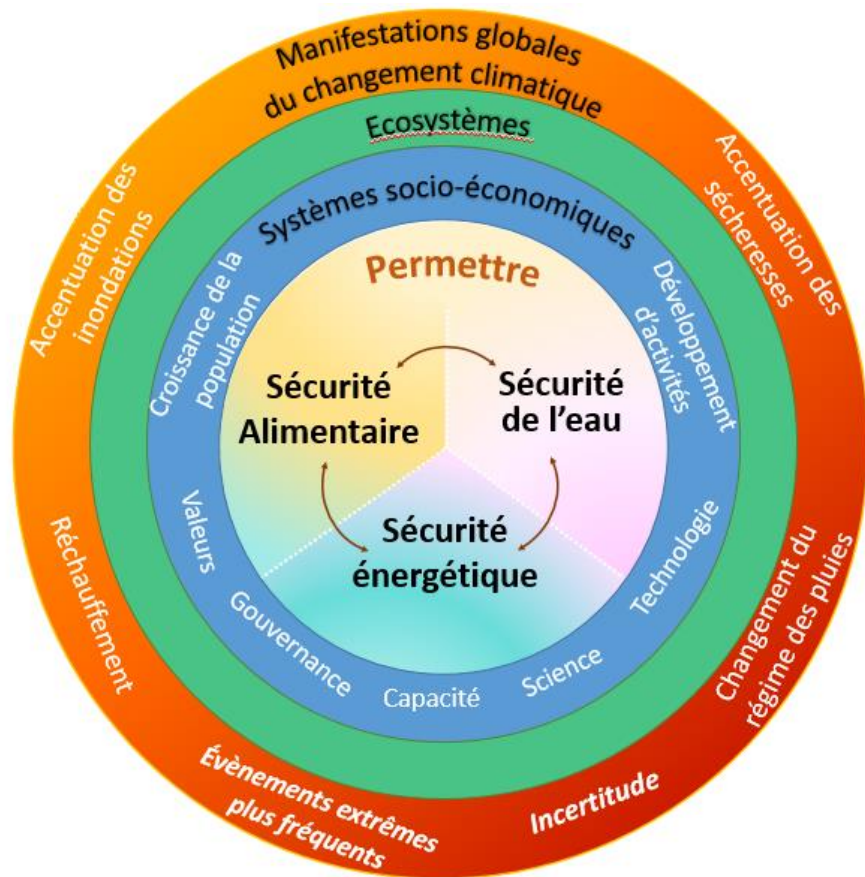 Manifestations globales
du changement climatique
Ecosystèmes
Systèmes socio-économiques
Permettre
Accentuation des
inondations
Accentuation des
sécheresses
Croissance de la
population
Développement
d'activités
Sécurité
Alimentaire
Sécurité
de l'eau
Sécurité
énergétique
Valeurs
Gouvernance
Capacité
Science
Technologie
Réchauffement
Changement du
régime des pluies
Évènements extrêmes
plus fréquents
Incertitude